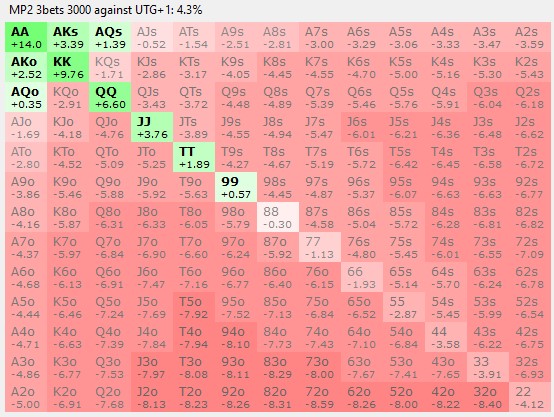 MP2 3bets 3000 against UTG+1: 4.3%
AA AKs AQs AJs ATs A9s A8s A7s A6s A5s A4s A3s A2s
+14.0 +3.39 +1.39 -0.52 -1.54 -2.51 -2.81 -3.00 -3.29 -3.06 -3.33 -3.47 -3.59
AKo KK KQs KJs KTs K9s K8s K7s K6s K5s K4s K3s K2s
+2.52 +9.76 -1.71 -2.86 -3.17 -4.05 -4.45 -4.55 -4.70 -5.00 -5.16 -5.30 -5.43
AQo KQo QQ QJs QTs Q9s Q8s Q7s Q6s Q5s Q4s Q3s Q2s
+0.35 -2.91 +6.60 -3.43 -3.72 -4.48 -4.89 -5.39 -5.46 -5.76 -5.91 -6.04 -6.18
AJo KJo QJo JJ JTs J9s J8s J7s J6s J5s J4s J3s J2s
-1.69 -4.18 -4.76 +3.76 -3.89 -4.55 -4.94 -5.47 -6.01 -6.21 -6.36 -6.48 -6.62
ATo KTo QTo JTo TT T9s T8s T7s T6s T5s T4s T3s T2s
-2.80 -4.52 -5.09 -5.25 +1.89 -4.27 -4.67 -5.19 -5.72 -6.42 -6.45 -6.58 -6.72
A9o K9o Q9o J9o T9o 99 98s 97s 96s 95s 94s 93s 92s
-3.86 -5.46 -5.88 -5.92 -5.63 +0.57 -4.45 -4.87 -5.37 -6.07 -6.63 -6.63 -6.77
A8o K8o Q8o J8o T8o 98o 88 87s 86s 85s 84s 83s 82s
-4.16 -5.87 -6.31 -6.33 -6.05 -5.79 -0.30 -4.58 -5.04 -5.72 -6.34 -6.81 -6.82
A7o K7o Q7o J7o T7o 97o 87o 77 76s 75s 74s 73s 72s
-4.37 -5.97 -6.84 -6.90 -6.60 -6.24 -5.92 -1.13 -4.80 -5.45 -6.01 -6.55 -7.09
A6o K6o Q6o J6o T6o 96o 86o 76o 66 65s 64s 63s 62s
-4.68 -6.13 -6.91 -7.47 -7.16 -6.77 -6.40 -6.15 -1.93 -5.14 -5.70 -6.24 -6.78
A5o K5o Q5o J5o T5o 95o 85o 75o 65o 55 54s 53s 52s
-4.44 -6.46 -7.24 -7.69 -7.92 -7.52 -7.13 -6.84 -6.52 -2.87 -5.45 -5.99 -6.54
A4o K4o Q4o J4o T4o 94o 84o 74o 64o 54o 44 43s 42s
-4.71 -6.63 -7.39 -7.84 -7.94 -8.10 -7.73 -7.43 -7.10 -6.84 -3.58 -6.22 -6.75
A3o K3o Q3o J3o T3o 93o 83o 73o 63o 53o 43o 33 32s
-4.86 -6.77 -7.53 -7.97 -8.08 -8.11 -8.29 -8.00 -7.67 -7.41 -7.65 -3.91 -6.93
A2o K2o Q2o J2o T2o 92o 82o 72o 62o 52o 42o 32o 22
-5.00 -6.91 -7.68 -8.13 -8.23 -8.26 -8.31 -8.59 -8.26 -8.00 -8.22 -8.40 -4.12